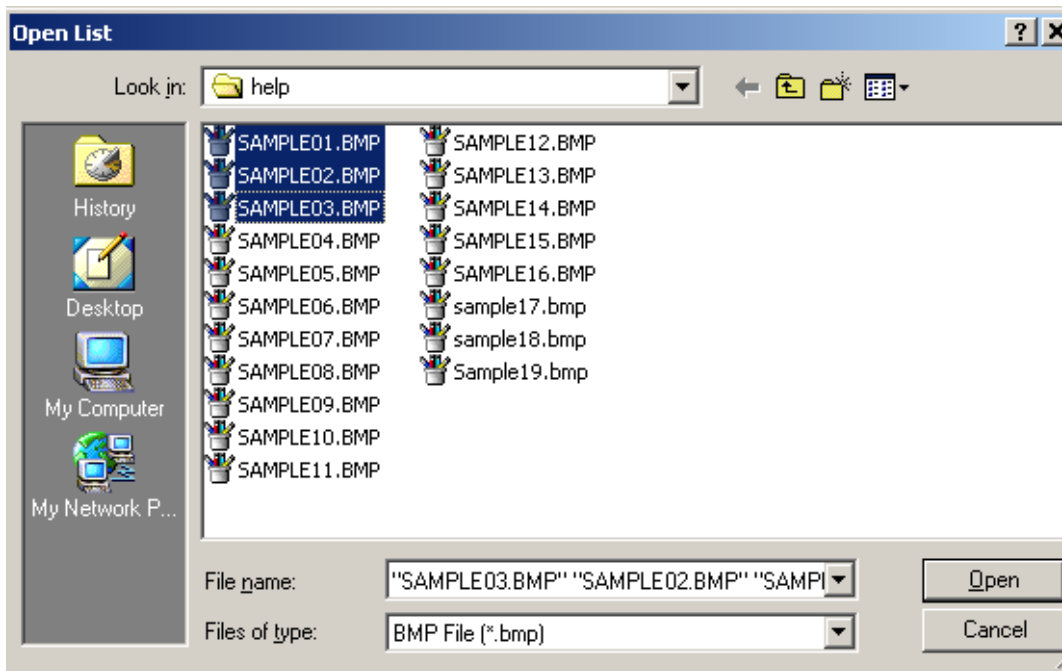 Open List
Look in:
help
History
Desktop
My Computer
My Network P...
SAMPLE01.BMP
SAMPLE02.BMP
SAMPLE03.BMP
SAMPLE04.BMP
SAMPLE05.BMP
SAMPLE06.BMP
SAMPLE07.BMP
SAMPLE08.BMP
SAMPLE09.BMP
SAMPLE10.BMP
SAMPLE11.BMP
SAMPLE12.BMP
SAMPLE13.BMP
SAMPLE14.BMP
SAMPLE15.BMP
SAMPLE16.BMP
sample17.bmp
sample18.bmp
Sample19.bmp
File name:
"SAMPLE03.BMP" "SAMPLE02.BMP" "SAMPL
Open
Files of type:
BMP File (*.bmp)
Cancel